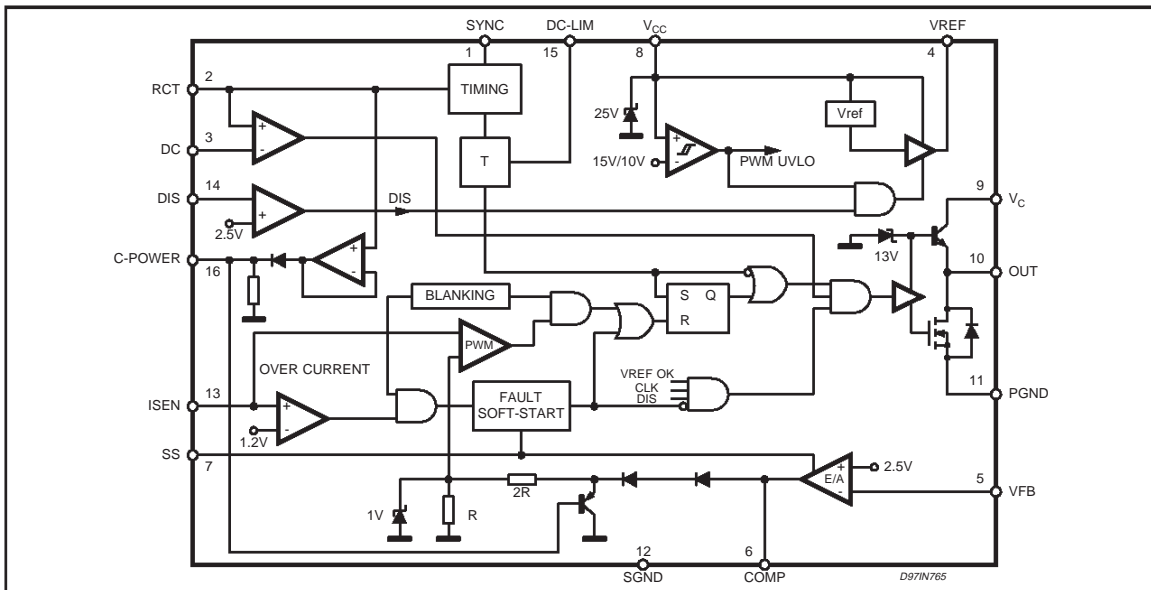 SYNC DC-LIM VCC VREF
1 15 8 4
RCT 2
TIMING
25V
Vref
+
-
3
DC
T
+
-
15V/10V
PWM UVLO
DIS 14
DIS
9 VC
+
2.5V
13V
C-POWER
16
+
-
10 OUT
BLANKING
S Q
R
PWM
OVER CURRENT
VREF OK
CLK
DIS
11 PGND
ISEN 13
+
-
1.2V
FAULT
SOFT-START
SS
7
+
-
E/A
2.5V
5 VFB
2R
1V
R
12
SGND
6
COMP
D97IN765